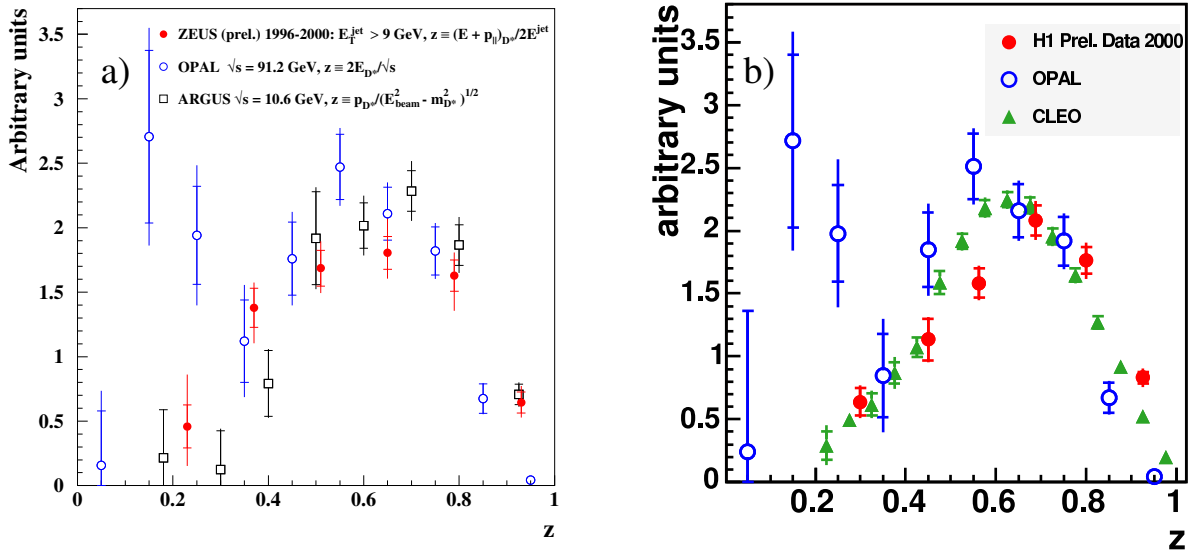 a)
Arbitrary units
ZEUS (prel.) 1996-2000: E_T^jet > 9 GeV, z ≡ (E + p_||)_D*/2E^jet
OPAL √s = 91.2 GeV, z ≡ 2E_D*/√s
ARGUS √s = 10.6 GeV, z ≡ p_D*/(E²_beam - m²_D*)^1/2
3.5
3
2.5
2
1.5
1
0.5
0
0 0.2 0.4 0.6 0.8 1
z
b)
arbitrary units
H1 Prel. Data 2000
OPAL
CLEO
3.5
3
2.5
2
1.5
1
0.5
0
0.2 0.4 0.6 0.8 1
z